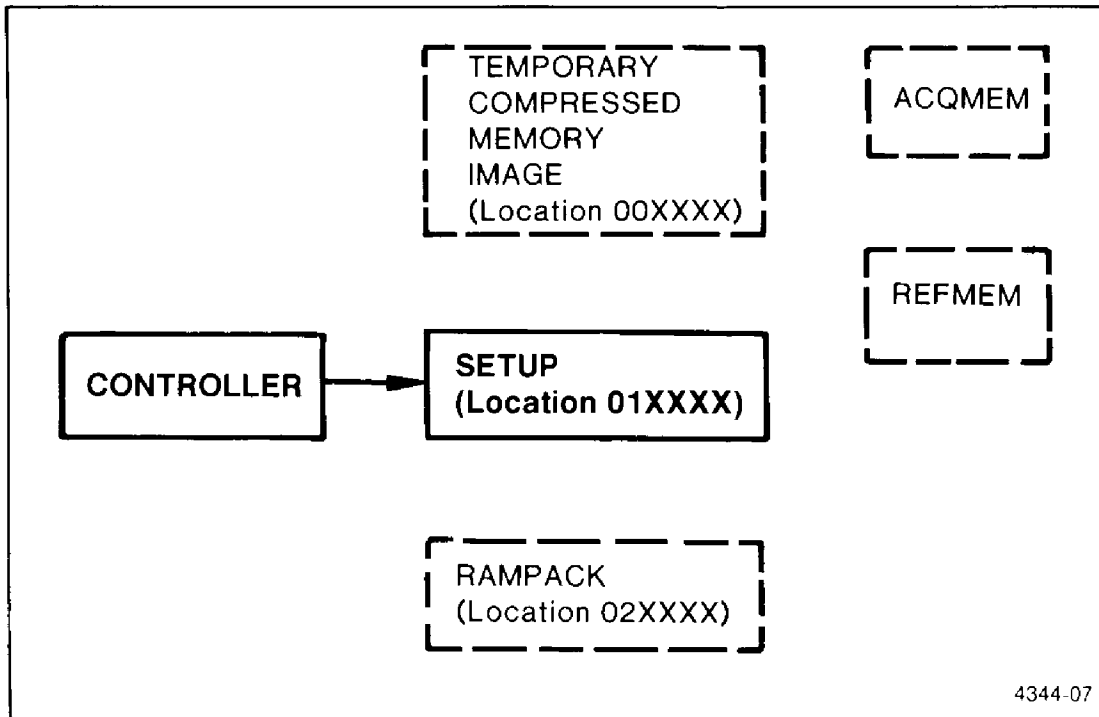 TEMPORARY
COMPRESSED
MEMORY
IMAGE
(Location 00XXXX)
ACQMEM
REFMEM
CONTROLLER
SETUP
(Location 01XXXX)
RAMPACK
(Location 02XXXX)
4344-07